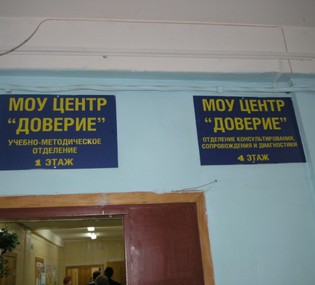 МОУ ЦЕНТР
“ДОВЕРИЕ”
УЧЕБНО-МЕТОДИЧЕСКОЕ
ОТДЕЛЕНИЕ
1 ЭТАЖ
МОУ ЦЕНТР
“ДОВЕРИЕ”
ОТДЕЛЕНИЕ КОНСУЛЬТИРОВАНИЯ,
СОПРОВОЖДЕНИЯ И ДИАГНОСТИКИ
4 ЭТАЖ